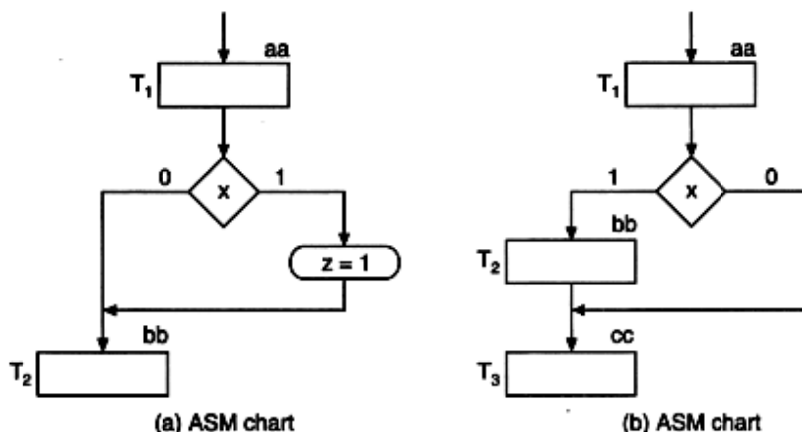 aa
T1
0
x
1
z = 1
bb
T2
(a) ASM chart
aa
T1
1
x
0
bb
T2
cc
T3
(b) ASM chart